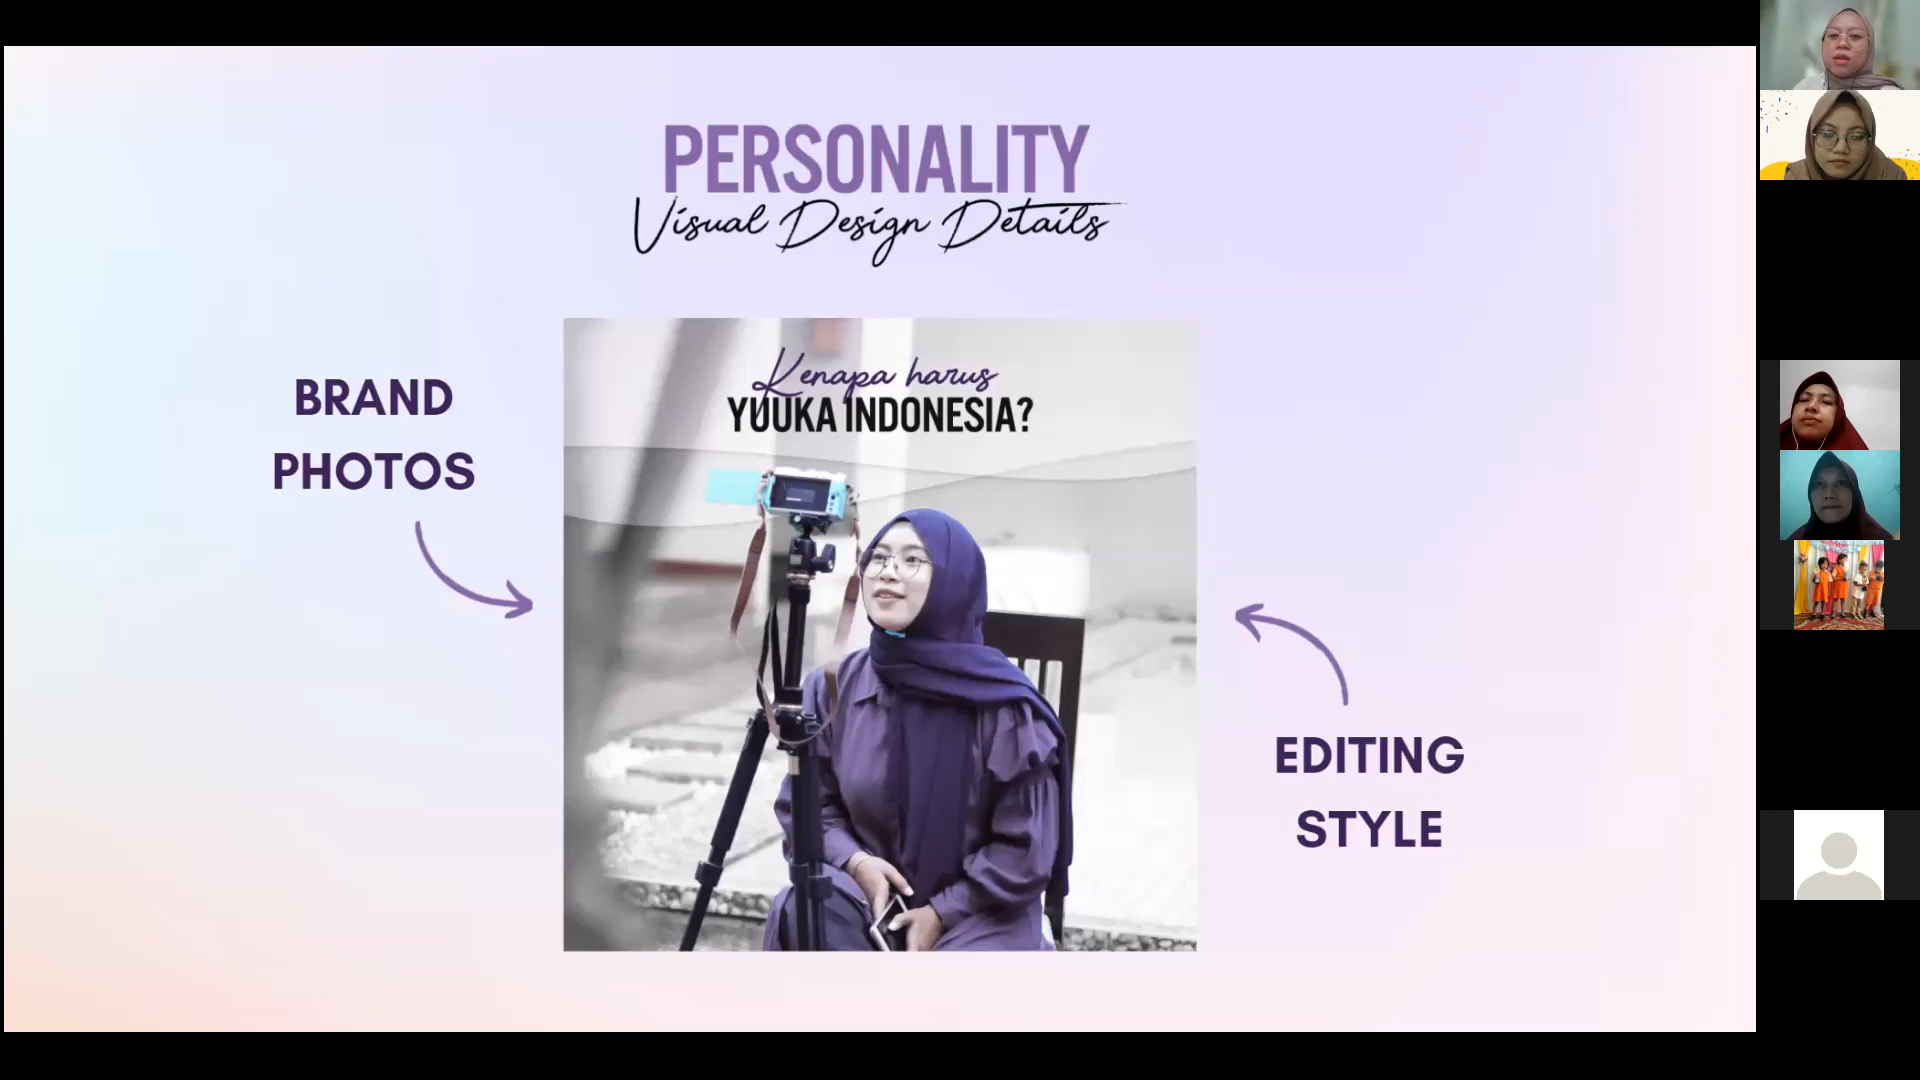 PERSONALITY
Visual Design Details
BRAND
PHOTOS
Kenapa harus
YUUKA INDONESIA?
EDITING
STYLE